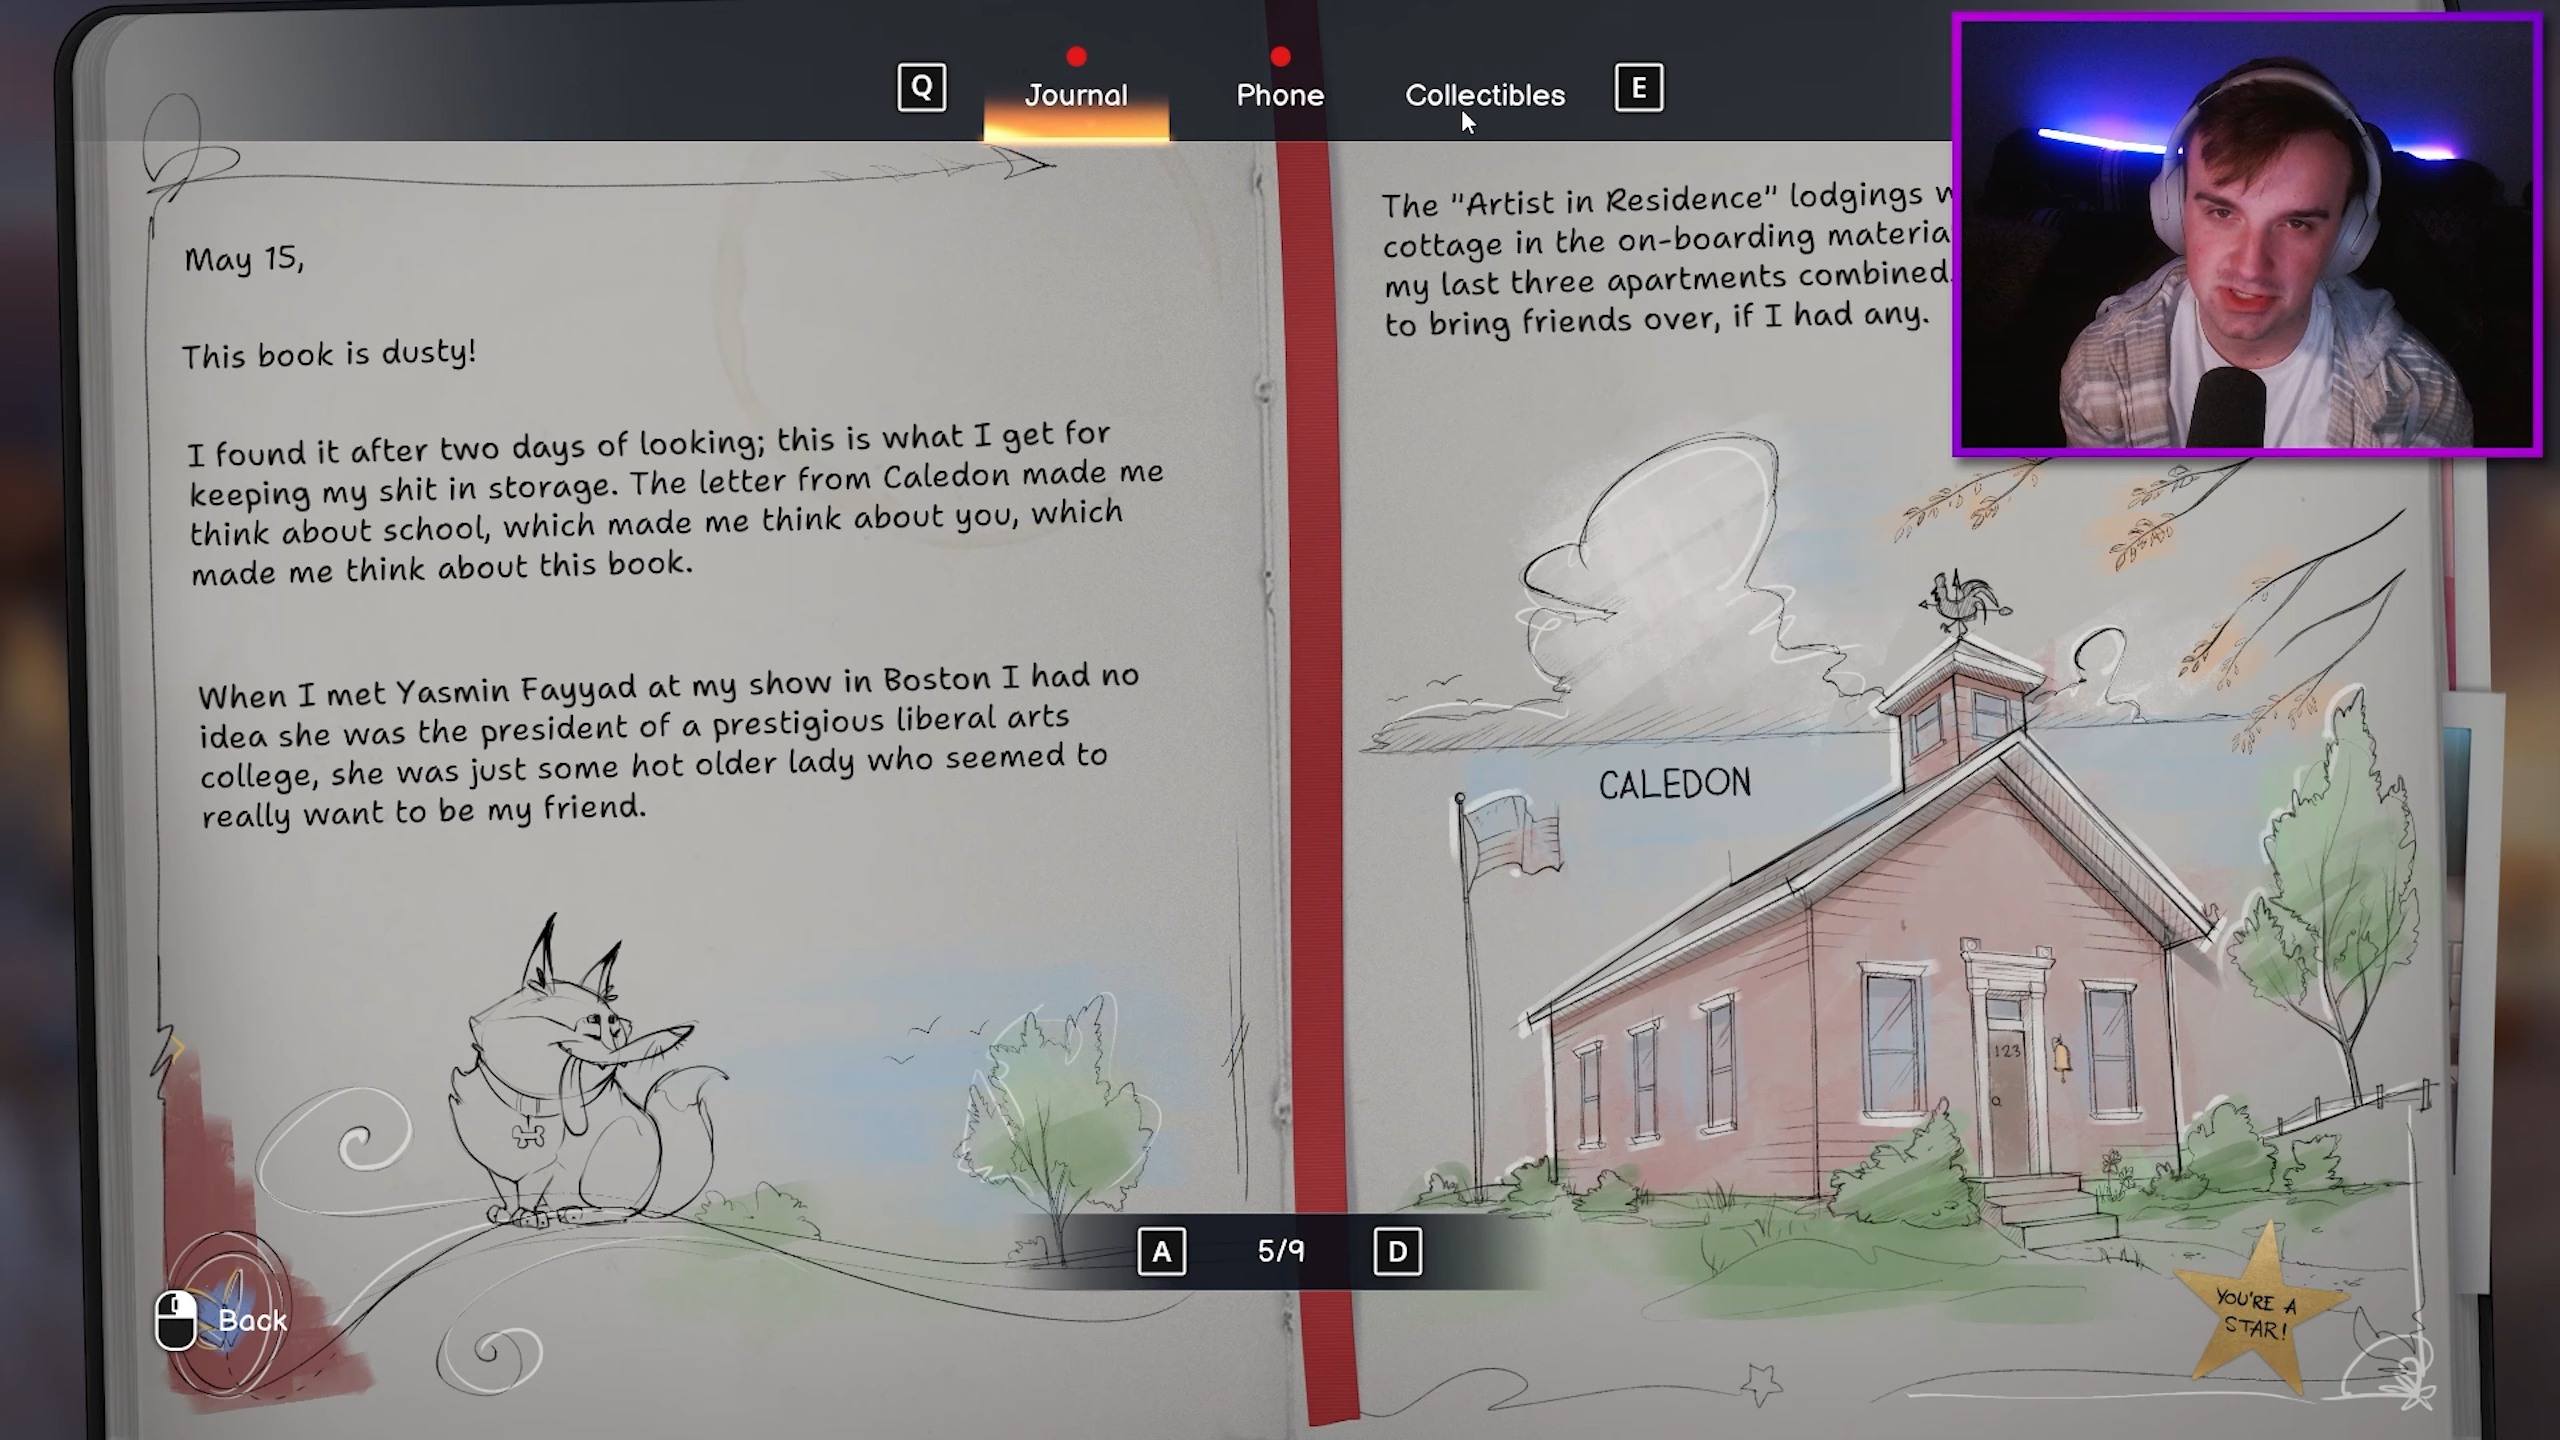 Q
Journal
Phone
Collectibles
E
May 15,
This book is dusty!
I found it after two days of looking; this is what I get for
keeping my shit in storage. The letter from Caledon made me
think about school, which made me think about you, which
made me think about this book.
When I met Yasmin Fayyad at my show in Boston I had no
idea she was the president of a prestigious liberal arts
college, she was just some hot older lady who seemed to
really want to be my friend.
The "Artist in Residence" lodgings
cottage in the on-boarding
my last three apartments combined.
to bring friends over, if I had any.
CALEDON
123
YOU'RE A
STAR!
A
5/9
D
Back